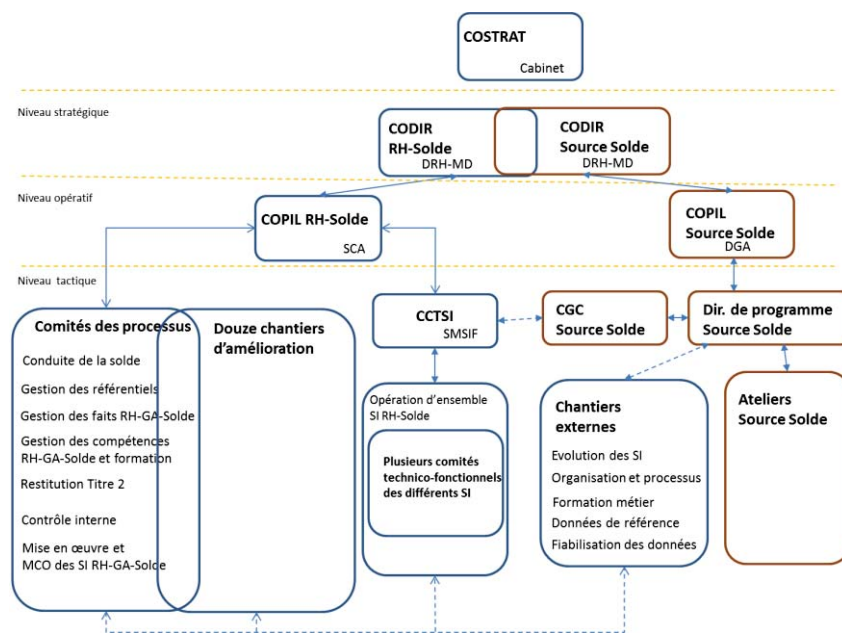 COSTRAT
Cabinet
Niveau stratégique
CODIR
RH-Solde
DRH-MD
CODIR
Source Solde
DRH-MD
Niveau opératif
COPIL RH-Solde
SCA
COPIL
Source Solde
DGA
Niveau tactique
Comités des processus
Conduite de la solde
Gestion des référentiels
Gestion des faits RH-GA-Solde
Gestion des compétences
RH-GA-Solde et formation
Restitution Titre 2
Contrôle interne
Mise en œuvre et
MCO des SI RH-GA-Solde
Douze chantiers
d'amélioration
CCTSI
SMSIF
Opération d'ensemble
SI RH-Solde
Plusieurs comités
technico-fonctionnels
des différents SI
CGC
Source Solde
Dir. de programme
Source Solde
Chantiers
externes
Evolution des SI
Organisation et processus
Formation métier
Données de référence
Fiabilisation des données
Ateliers
Source Solde